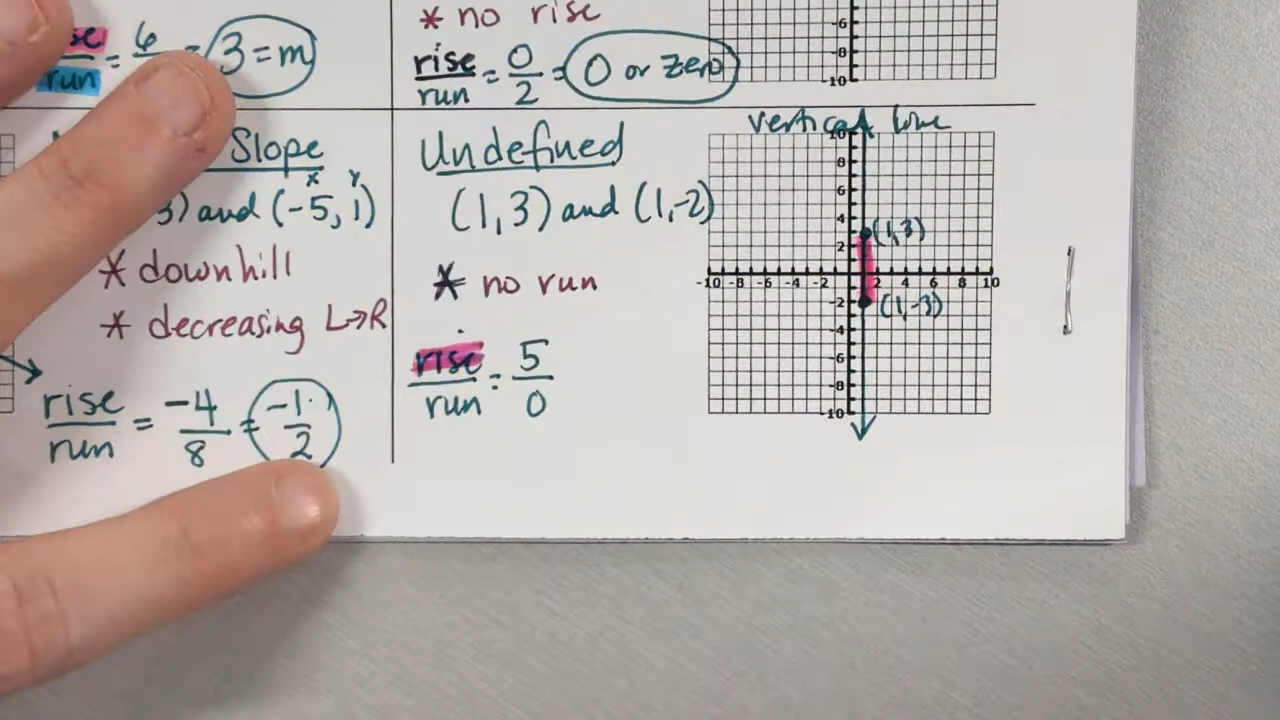 * no rise
rise/run = 6 = 3 = m
rise/run = 0/2 = 0 or zero
-6
-8
-10
Slope
3) and (-5, 1)
x y
* downhill
* decreasing L→R
rise/run = -4/8 = -1/2
Undefined
(1,3) and (1,-2)
* no run
rise/run = 5/0
vertical line
10
8
6
4
2
-10 -8 -6 -4 -2 2 4 6 8 10
-2
-4
-6
-8
-10
(1,3)
(1,-3)